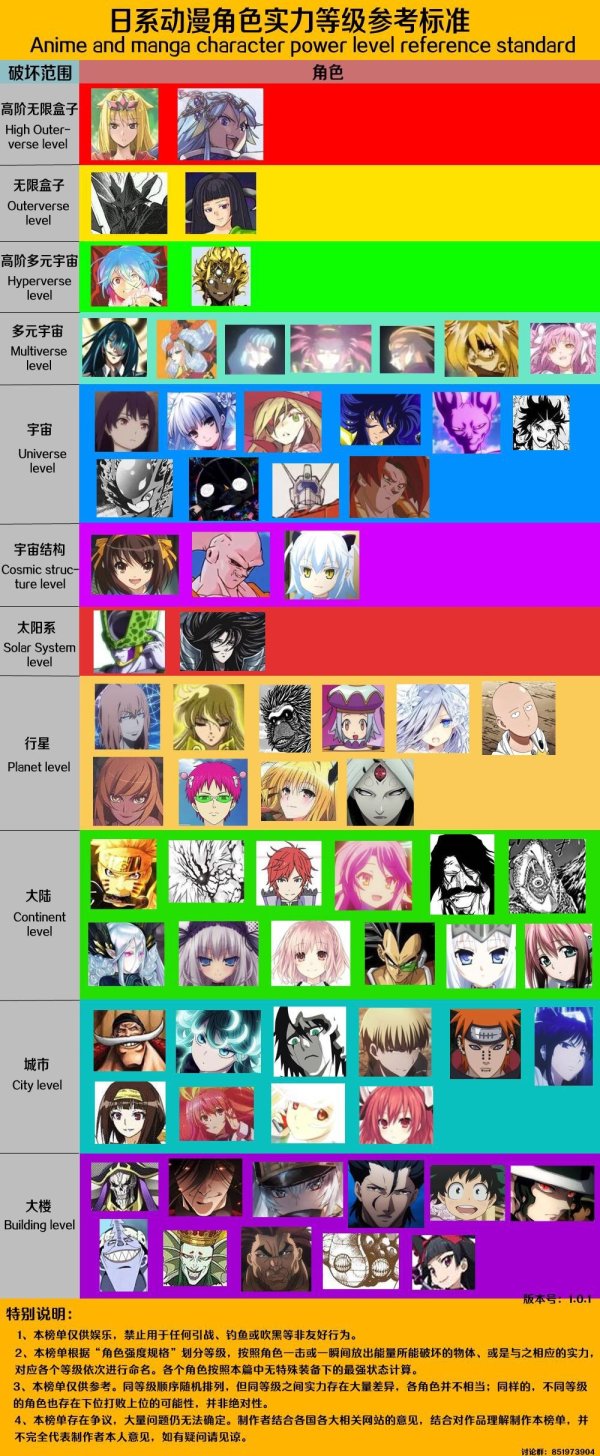 日系动漫角色实力等级参考标准
Anime and manga character power level reference standard
破坏范围
角色
高阶无限盒子
High Outer-
verse level
无限盒子
Outerverse
level
高阶多元宇宙
Hyperverse
level
多元宇宙
Multiverse
level
宇宙
Universe
level
宇宙结构
Cosmic struc-
ture level
太阳系
Solar System
level
行星
Planet level
大陆
Continent
level
城市
City level
大楼
Building level
版本号：1.0.1
特别说明：
1、本榜单仅供娱乐，禁止用于任何引战、钓鱼或吹黑等非友好行为。
2、本榜单根据“角色强度规格”划分等级，按照角色一击或一瞬间放出能量所能破坏的物体、或是与之相应的实力，
对应各个等级依次进行命名。各个角色按照本篇中无特殊装备下的最强状态计算。
3、本榜单仅供参考。同等级顺序随机排列，但同等级之间实力存在大量差异，各角色并不相当；同样的，不同等级
的角色也存在下位打败上位的可能性，并非绝对性。
4、本榜单存在争议，大量问题仍无法确定。制作者结合各国各大相关网站的意见，结合对作品理解制作本榜单，并
不完全代表制作者本人意见，如有疑问请见谅。
讨论群：851973904